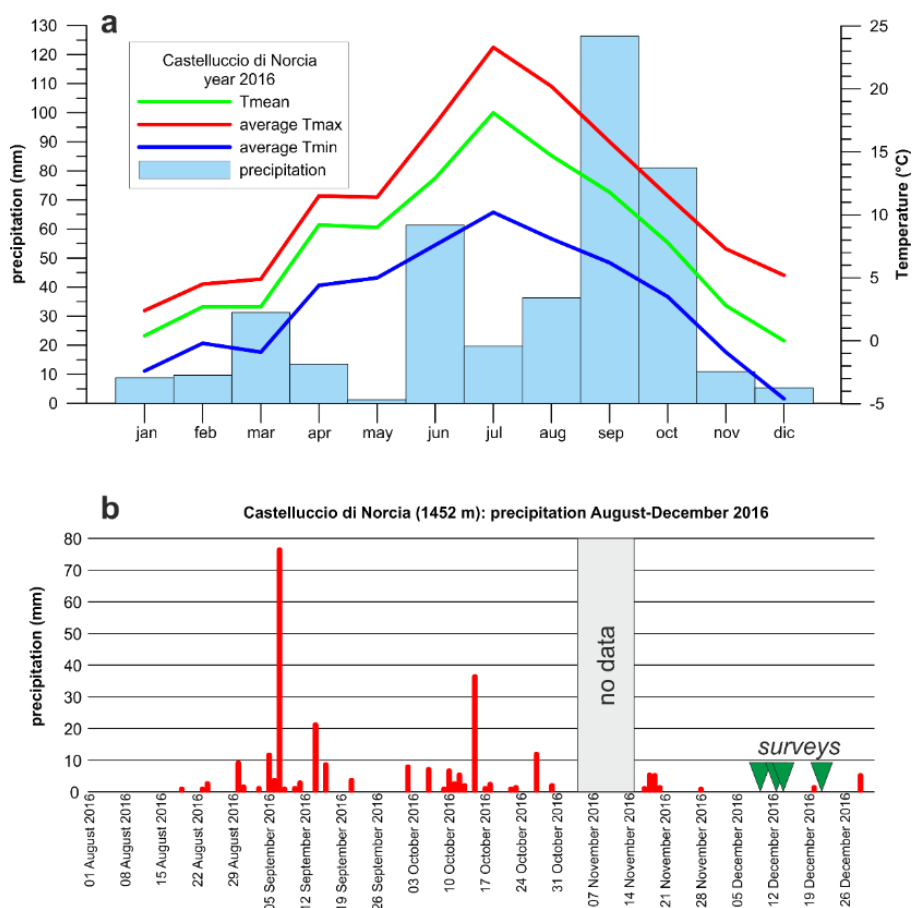 a
Castelluccio di Norcia
year 2016
Tmean
average Tmax
average Tmin
precipitation
precipitation (mm)
130
120
110
100
90
80
70
60
50
40
30
20
10
0
Temperature (°C)
25
20
15
10
5
0
-5
jan feb mar apr may jun jul aug sep oct nov dic
b
Castelluccio di Norcia (1452 m): precipitation August-December 2016
precipitation (mm)
80
70
60
50
40
30
20
10
0
no data
surveys
01 August 2016
08 August 2016
15 August 2016
22 August 2016
29 August 2016
05 September 2016
12 September 2016
19 September 2016
26 September 2016
03 October 2016
10 October 2016
17 October 2016
24 October 2016
31 October 2016
07 November 2016
14 November 2016
21 November 2016
28 November 2016
05 December 2016
12 December 2016
19 December 2016
26 December 2016